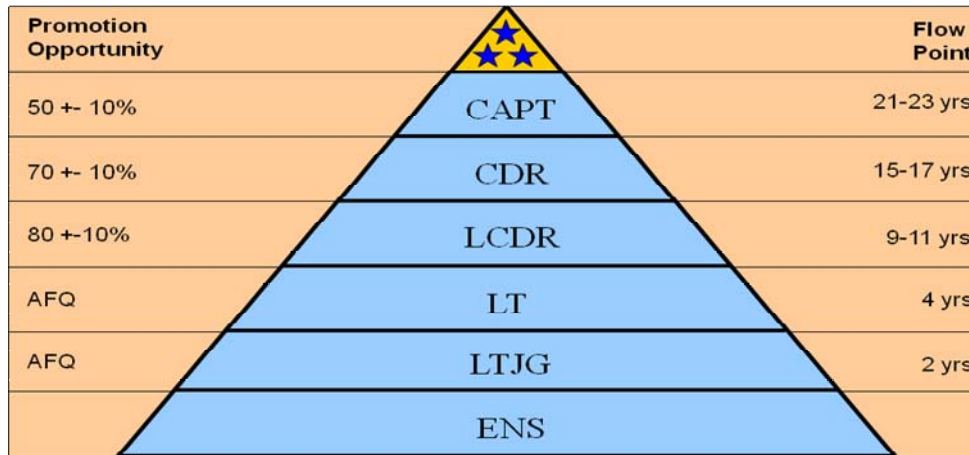 Promotion
Opportunity
Flow
Point
50 +- 10%
CAPT
21-23 yrs
70 +- 10%
CDR
15-17 yrs
80 +-10%
LCDR
9-11 yrs
AFQ
LT
4 yrs
AFQ
LTJG
2 yrs
ENS